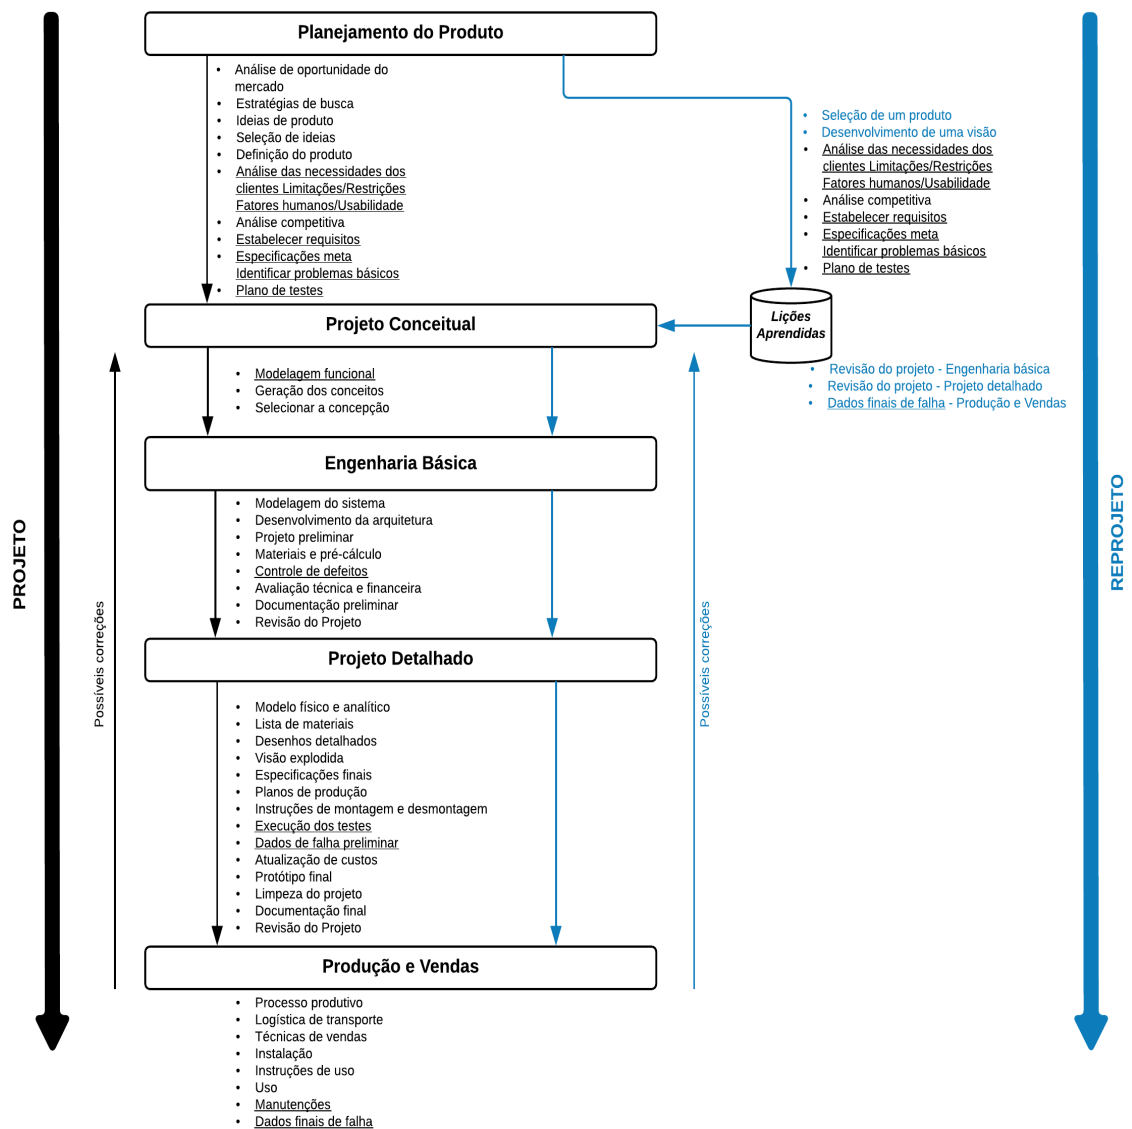 Planejamento do Produto
• Análise de oportunidade do
mercado
• Estratégias de busca
• Ideias de produto
• Seleção de ideias
• Definição do produto
• Análise das necessidades dos
clientes Limitações/Restrições
Fatores humanos/Usabilidade
• Análise competitiva
• Estabelecer requisitos
• Especificações meta
Identificar problemas básicos
• Plano de testes
• Seleção de um produto
• Desenvolvimento de uma visão
• Análise das necessidades dos
clientes Limitações/Restrições
Fatores humanos/Usabilidade
• Análise competitiva
• Estabelecer requisitos
• Especificações meta
Identificar problemas básicos
• Plano de testes
Lições
Aprendidas
• Revisão do projeto - Engenharia básica
• Revisão do projeto - Projeto detalhado
• Dados finais de falha - Produção e Vendas
Projeto Conceitual
• Modelagem funcional
• Geração dos conceitos
• Selecionar a concepção
Engenharia Básica
• Modelagem do sistema
• Desenvolvimento da arquitetura
• Projeto preliminar
• Materiais e pré-cálculo
• Controle de defeitos
• Avaliação técnica e financeira
• Documentação preliminar
• Revisão do Projeto
PROJETO
Possíveis correções
Possíveis correções
REPROJETO
Projeto Detalhado
• Modelo físico e analítico
• Lista de materiais
• Desenhos detalhados
• Visão explodida
• Especificações finais
• Planos de produção
• Instruções de montagem e desmontagem
• Execução dos testes
• Dados de falha preliminar
• Atualização de custos
• Protótipo final
• Limpeza do projeto
• Documentação final
• Revisão do Projeto
Produção e Vendas
• Processo produtivo
• Logística de transporte
• Técnicas de vendas
• Instalação
• Instruções de uso
• Uso
• Manutenções
• Dados finais de falha